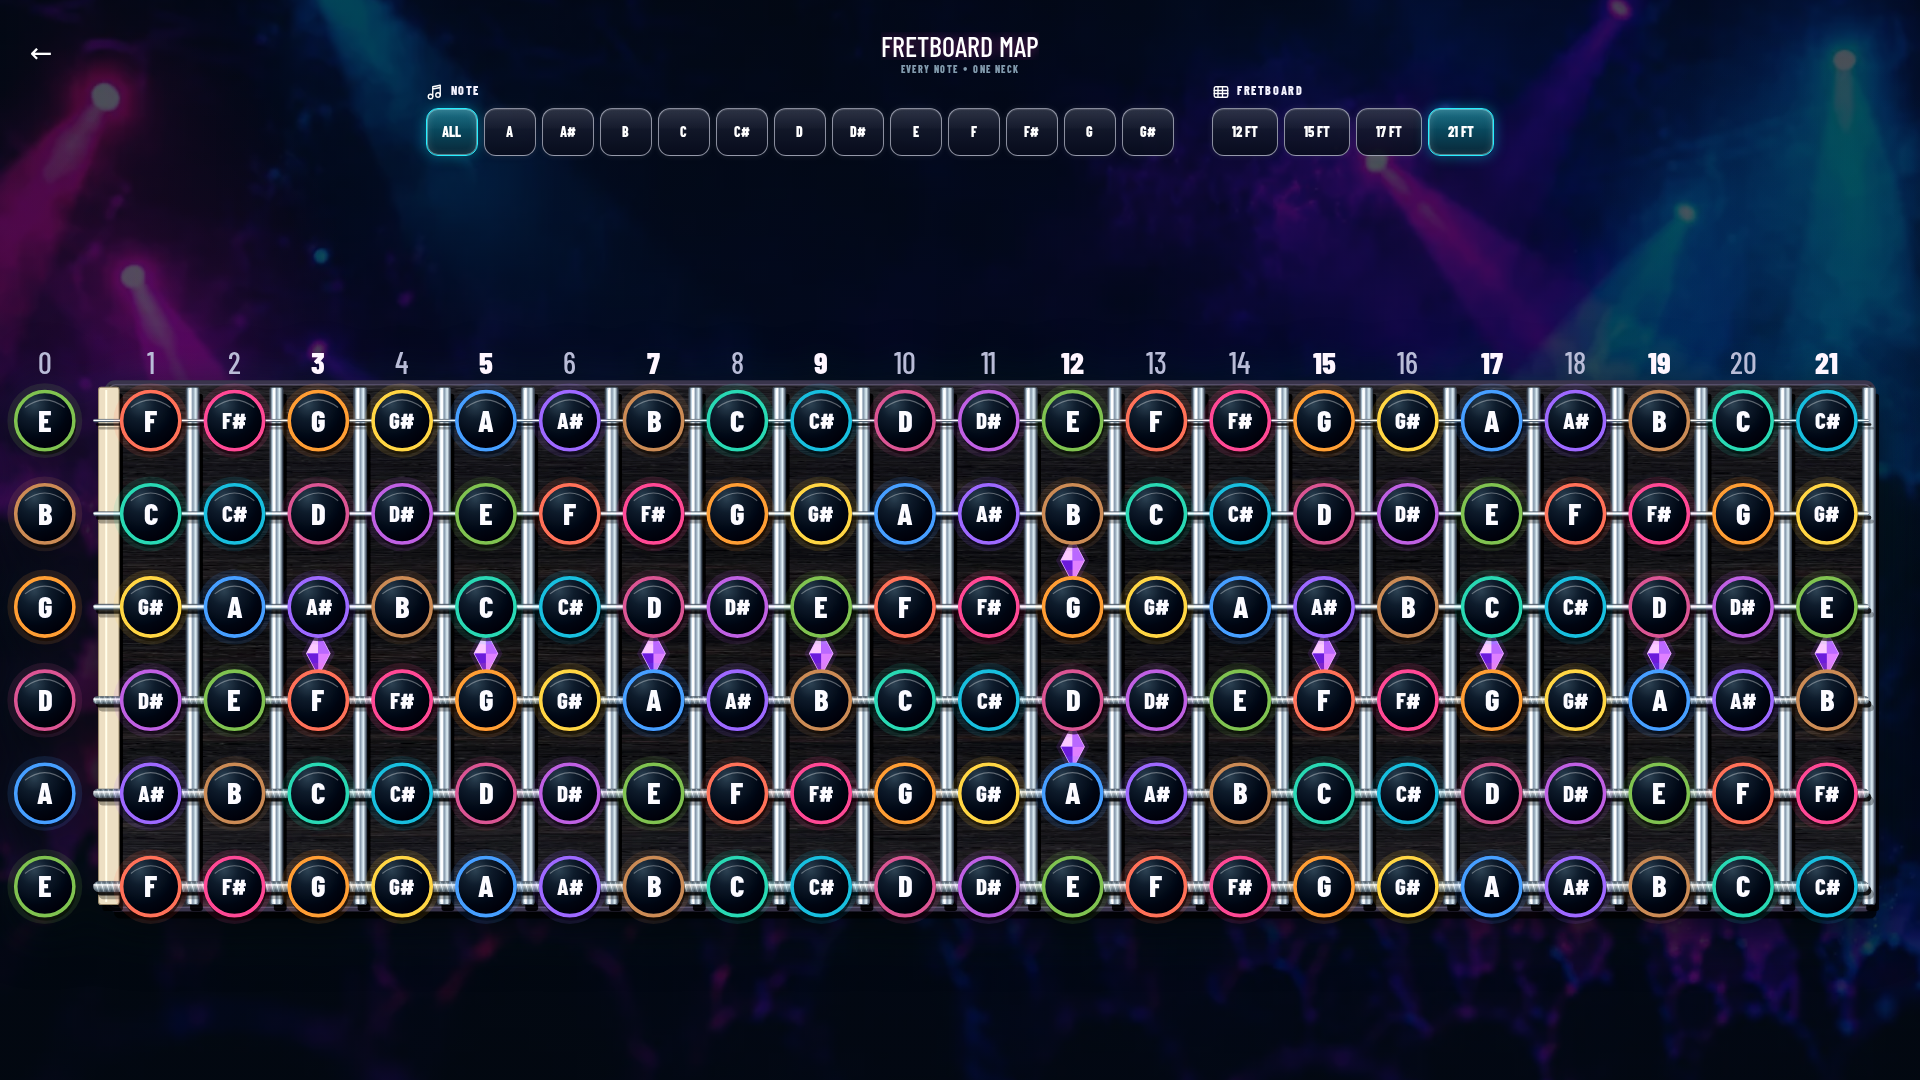 ←
FRETBOARD MAP
EVERY NOTE • ONE NECK
NOTE
FRETBOARD
ALL A A# B C C# D D# E F F# G G# 12 FT 15 FT 17 FT 21 FT
0 1 2 3 4 5 6 7 8 9 10 11 12 13 14 15 16 17 18 19 20 21
E F F# G G# A A# B C C# D D# E F F# G G# A A# B C C#
B C C# D D# E F F# G G# A A# B C C# D D# E F F# G G#
G G# A A# B C C# D D# E F F# G G# A A# B C C# D D# E
D D# E F F# G G# A A# B C C# D D# E F F# G G# A A# B
A A# B C C# D D# E F F# G G# A A# B C C# D D# E F F#
E F F# G G# A A# B C C# D D# E F F# G G# A A# B C C#